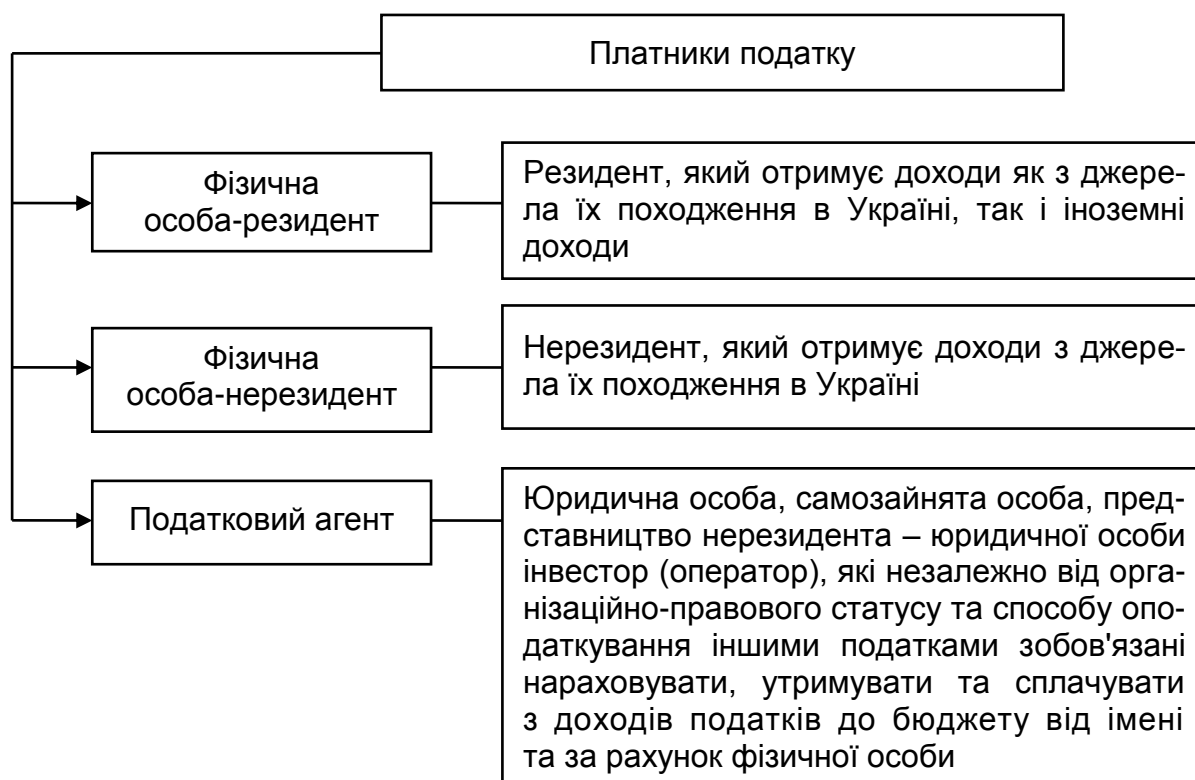 Платники податку
Фізична
особа-резидент
Резидент, який отримує доходи як з джере-
ла їх походження в Україні, так і іноземні
доходи
Фізична
особа-нерезидент
Нерезидент, який отримує доходи з джере-
ла їх походження в Україні
Податковий агент
Юридична особа, самозайнята особа, пред-
ставництво нерезидента – юридичної особи
інвестор (оператор), які незалежно від орга-
нізаційно-правового статусу та способу опо-
даткування іншими податками зобов'язані
нараховувати, утримувати та сплачувати
з доходів податків до бюджету від імені
та за рахунок фізичної особи